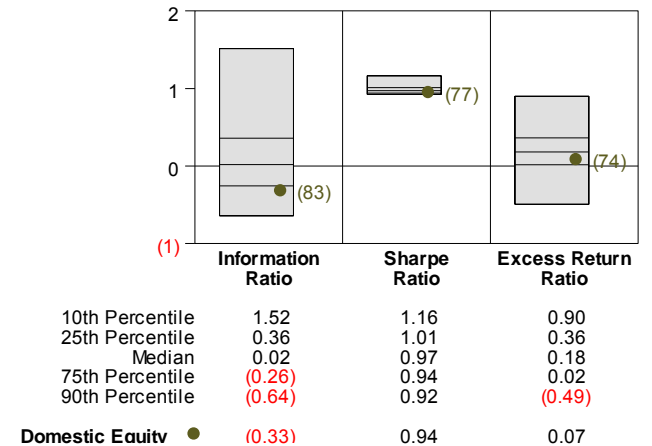 2
1
(77)
0
(74)
(83)
(1)
Information Ratio
Sharpe Ratio
Excess Return Ratio
10th Percentile 1.52 1.16 0.90
25th Percentile 0.36 1.01 0.36
Median 0.02 0.97 0.18
75th Percentile (0.26) 0.94 0.02
90th Percentile (0.64) 0.92 (0.49)
Domestic Equity (0.33) 0.94 0.07